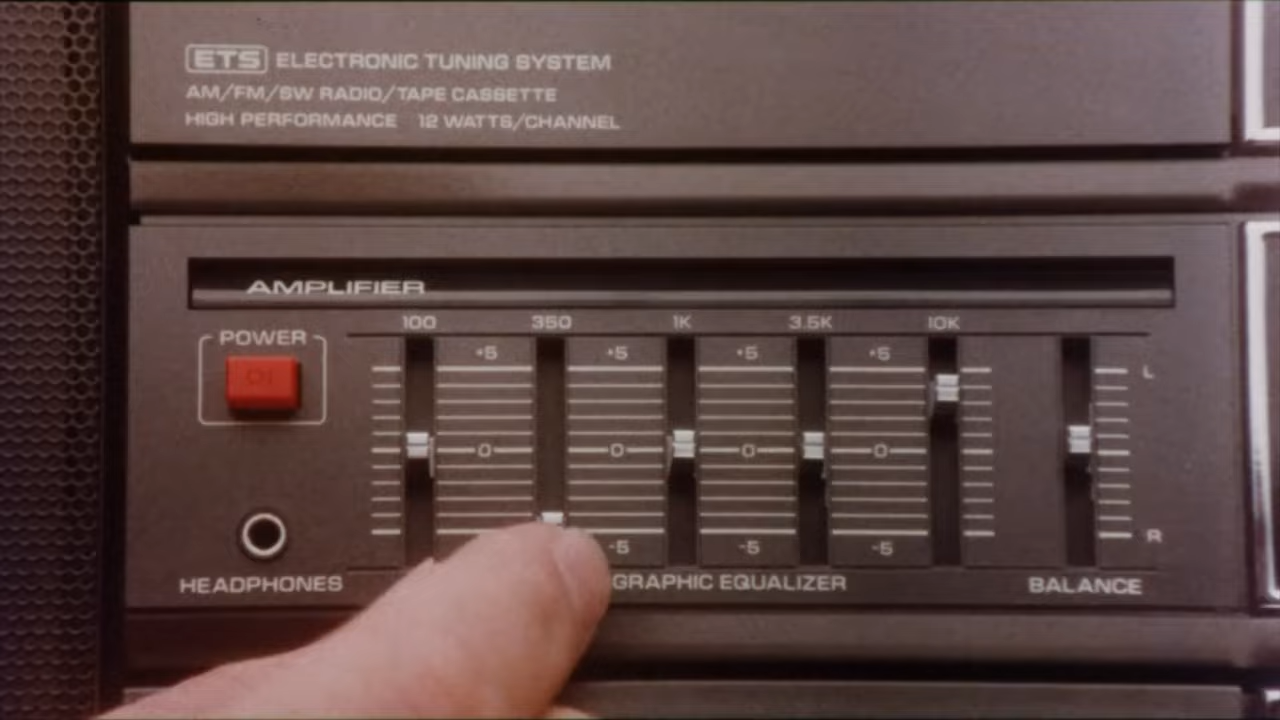 ETS ELECTRONIC TUNING SYSTEM
AM/FM/SW RADIO/TAPE CASSETTE
HIGH PERFORMANCE 12 WATTS/CHANNEL
AMPLIFIER
POWER 100 350 1K 3.5K 10K
+5 +5 +5 +5 L
ON
0 0 0 0
-5 -5 -5 R
HEADPHONES GRAPHIC EQUALIZER BALANCE